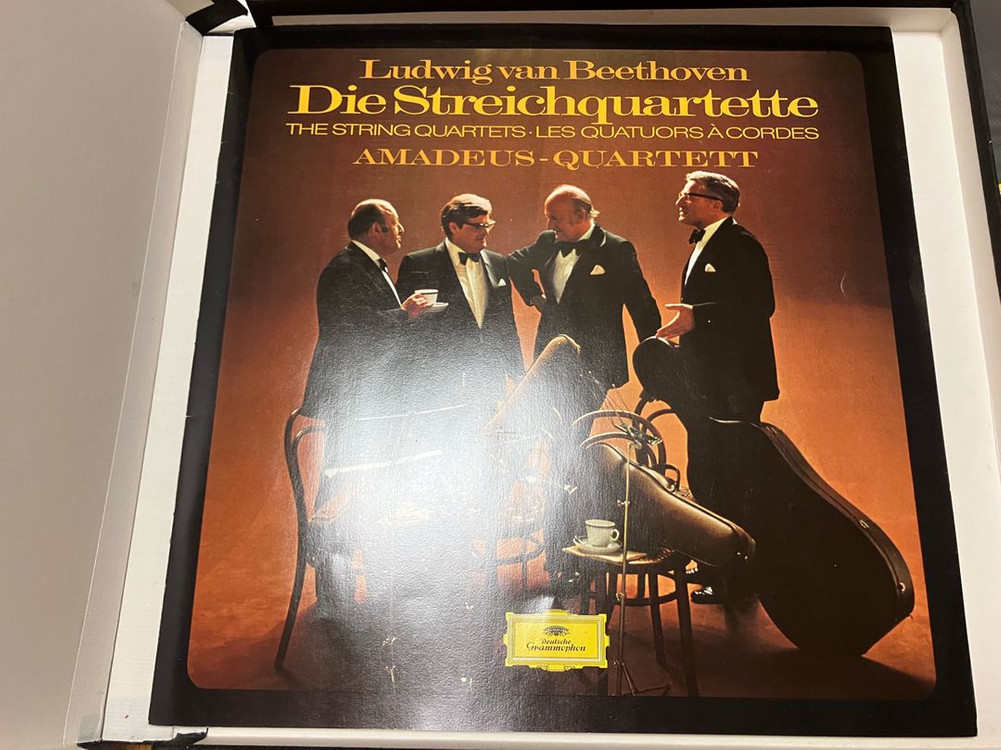 Ludwig van Beethoven
Die Streichquartette
THE STRING QUARTETS · LES QUATUORS À CORDES
AMADEUS-QUARTETT
Deutsche
Grammophon